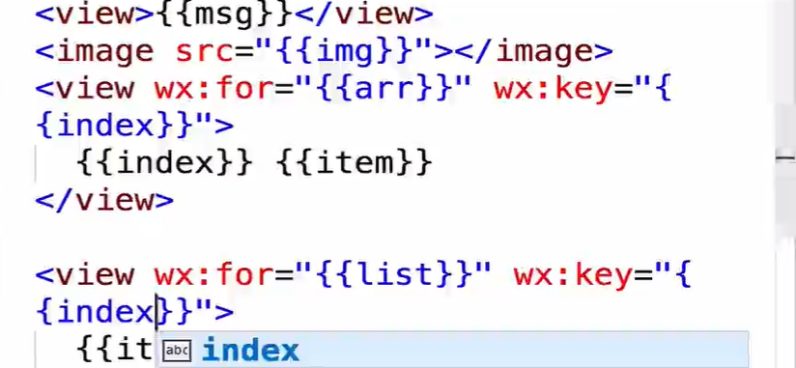 <view>{{msg}}</view>
<image src="{{img}}"></image>
<view wx:for="{{arr}}" wx:key="{
{index}}">
{{index}} {{item}}
</view>
<view wx:for="{{list}}" wx:key="{
{index}}">
{{it abc index